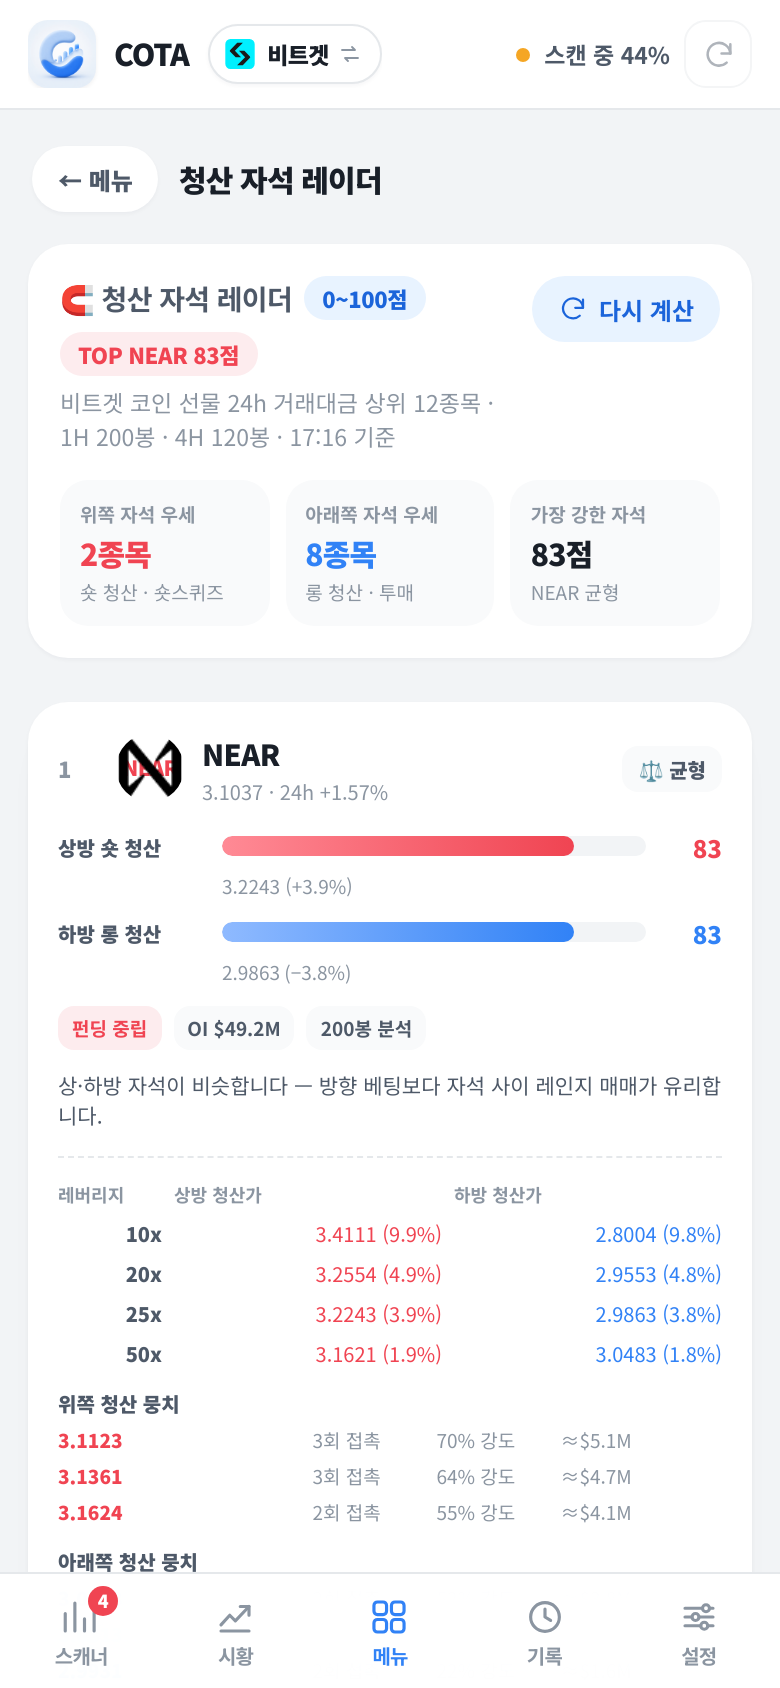 COTA 비트겟 스캔 중 44%
← 메뉴 청산 자석 레이더
청산 자석 레이더 0~100점 다시 계산
TOP NEAR 83점
비트겟 코인 선물 24h 거래대금 상위 12종목 ·
1H 200봉 · 4H 120봉 · 17:16 기준
위쪽 자석 우세 아래쪽 자석 우세 가장 강한 자석
2종목 8종목 83점
숏 청산 · 숏스퀴즈 롱 청산 · 투매 NEAR 균형
1 NEAR NEAR 균형
3.1037 · 24h +1.57%
상방 숏 청산 83
3.2243 (+3.9%)
하방 롱 청산 83
2.9863 (−3.8%)
펀딩 중립 OI $49.2M 200봉 분석
상·하방 자석이 비슷합니다 — 방향 베팅보다 자석 사이 레인지 매매가 유리합
니다.
레버리지 상방 청산가 하방 청산가
10x 3.4111 (9.9%) 2.8004 (9.8%)
20x 3.2554 (4.9%) 2.9553 (4.8%)
25x 3.2243 (3.9%) 2.9863 (3.8%)
50x 3.1621 (1.9%) 3.0483 (1.8%)
위쪽 청산 뭉치
3.1123 3회 접촉 70% 강도 ≈$5.1M
3.1361 3회 접촉 64% 강도 ≈$4.7M
3.1624 2회 접촉 55% 강도 ≈$4.1M
아래쪽 청산 뭉치
4
스캐너 시황 메뉴 기록 설정